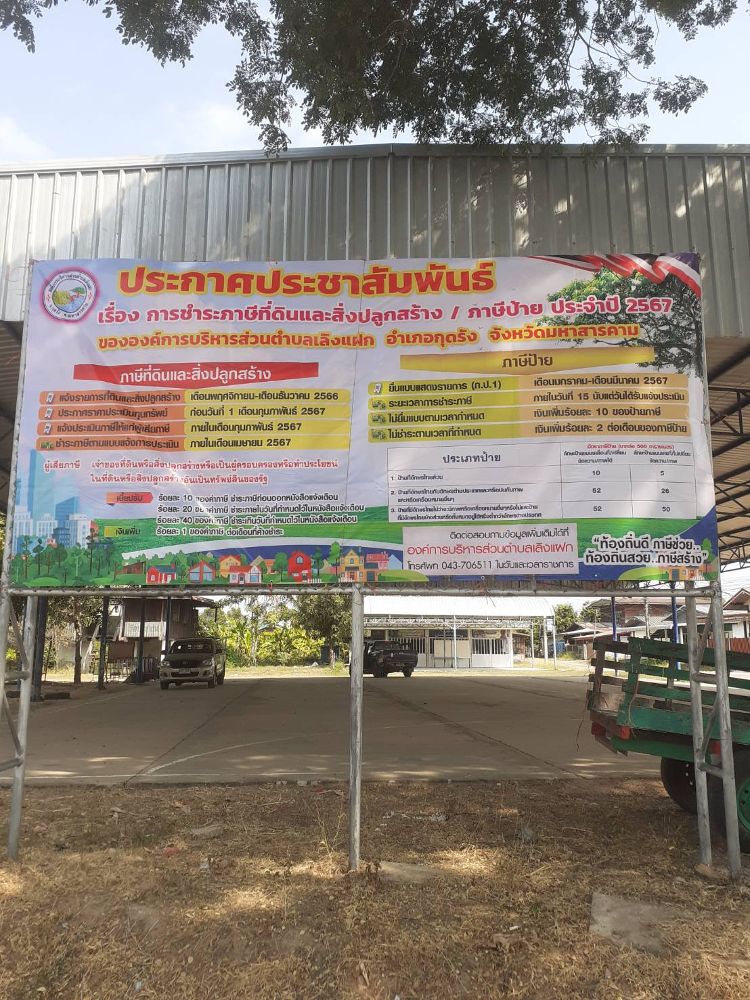 ประกาศประชาสัมพันธ์
เรื่อง การชำระภาษีที่ดินและสิ่งปลูกสร้าง / ภาษีป้าย ประจำปี 2567
ขององค์การบริหารส่วนตำบลเลิงแฝก อำเภอกุดรัง จังหวัดมหาสารคาม
ภาษีที่ดินและสิ่งปลูกสร้าง
แจ้งรายการที่ดินและสิ่งปลูกสร้าง เดือนพฤศจิกายน-เดือนธันวาคม 2566
ประกาศราคาประเมินทุนทรัพย์ ก่อนวันที่ 1 เดือนกุมภาพันธ์ 2567
แจ้งประเมินภาษีให้แก่ผู้เสียภาษี ภายในเดือนกุมภาพันธ์ 2567
ชำระภาษีตามแบบแจ้งการประเมิน ภายในเดือนเมษายน 2567
ผู้เสียภาษี เจ้าของที่ดินหรือสิ่งปลูกสร้างหรือเป็นผู้ครอบครองหรือทำประโยชน์
ในที่ดินหรือสิ่งปลูกสร้างอันเป็นทรัพย์สินของรัฐ
เบี้ยปรับ ร้อยละ 10 ของค่าภาษี ชำระภาษีก่อนออกหนังสือแจ้งเตือน
ร้อยละ 20 ของค่าภาษี ชำระภายในวันที่กำหนดไว้ในหนังสือแจ้งเตือน
ร้อยละ 40 ของค่าภาษี ชำระเกินวันที่กำหนดไว้ในหนังสือแจ้งเตือน
เงินเพิ่ม ร้อยละ 1 ของค่าภาษี ต่อเดือนที่ค้างชำระ
ภาษีป้าย
ยื่นแบบแสดงรายการ (ภ.ป.1) เดือนมกราคม-เดือนมีนาคม 2567
ระยะเวลาการชำระภาษี ภายในวันที่ 15 นับแต่วันได้รับแจ้งประเมิน
ไม่ยื่นแบบตามเวลากำหนด เงินเพิ่มร้อยละ 10 ของป้ายภาษี
ไม่ชำระตามเวลาที่กำหนด เงินเพิ่มร้อยละ 2 ต่อเดือนของภาษีป้าย
ประเภทป้าย
อัตราภาษีป้าย (บาทต่อ 500 ตารางเมตร)
ลักษณะป้ายแบบเคลื่อนที่/เปลี่ยน ลักษณะป้ายแบบคงที่/ไม่เปลี่ยน
ข้อความ/ภาพได้ ข้อความ/ภาพ
1. ป้ายที่อักษรไทยล้วน 10 5
2. ป้ายที่อักษรไทยกับอักษรต่างประเทศและหรือปนกับภาพ 52 26
และหรือเครื่องหมายอื่นๆ
3. ป้ายที่มีอักษรไทยไม่ว่าจะมีภาพหรือเครื่องหมายอื่นๆหรือไม่และป้าย 52 50
ที่มีอักษรไทยบางส่วนหรือทั้งหมดอยู่ใต้หรือต่ำกว่าอักษรต่างประเทศ
ติดต่อสอบถามข้อมูลเพิ่มเติมได้ที่
องค์การบริหารส่วนตำบลเลิงแฝก
โทรศัพท 043-706511 ในวันและเวลาราชการ
“ท้องถิ่นดี ภาษีช่วย..
ท้องถิ่นสวย..ภาษีสร้าง”